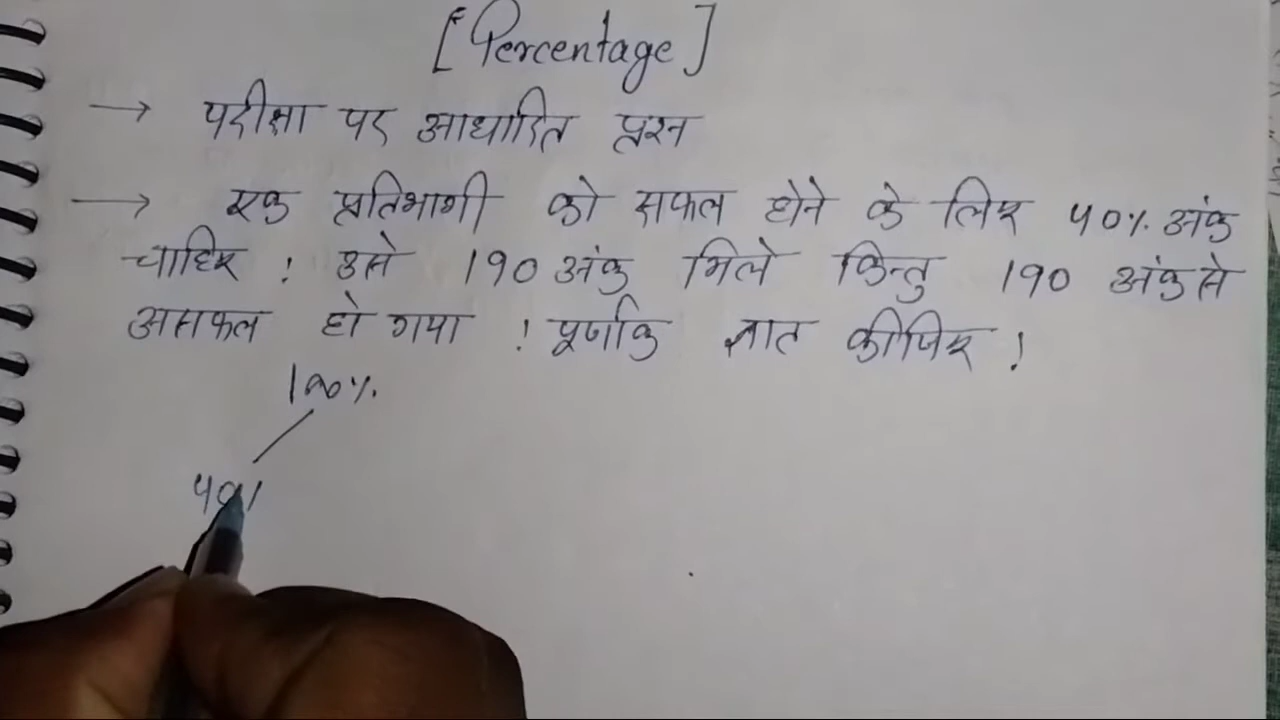 [Percentage]
→ परीक्षा पर आधारित प्रश्न
→ एक प्रतिभागी को सफल होने के लिए 40% अंक
चाहिए ! उसे 190 अंक मिले किन्तु 190 अंक से
असफल हो गया ! पूर्णांक ज्ञात कीजिए !
100%
40%